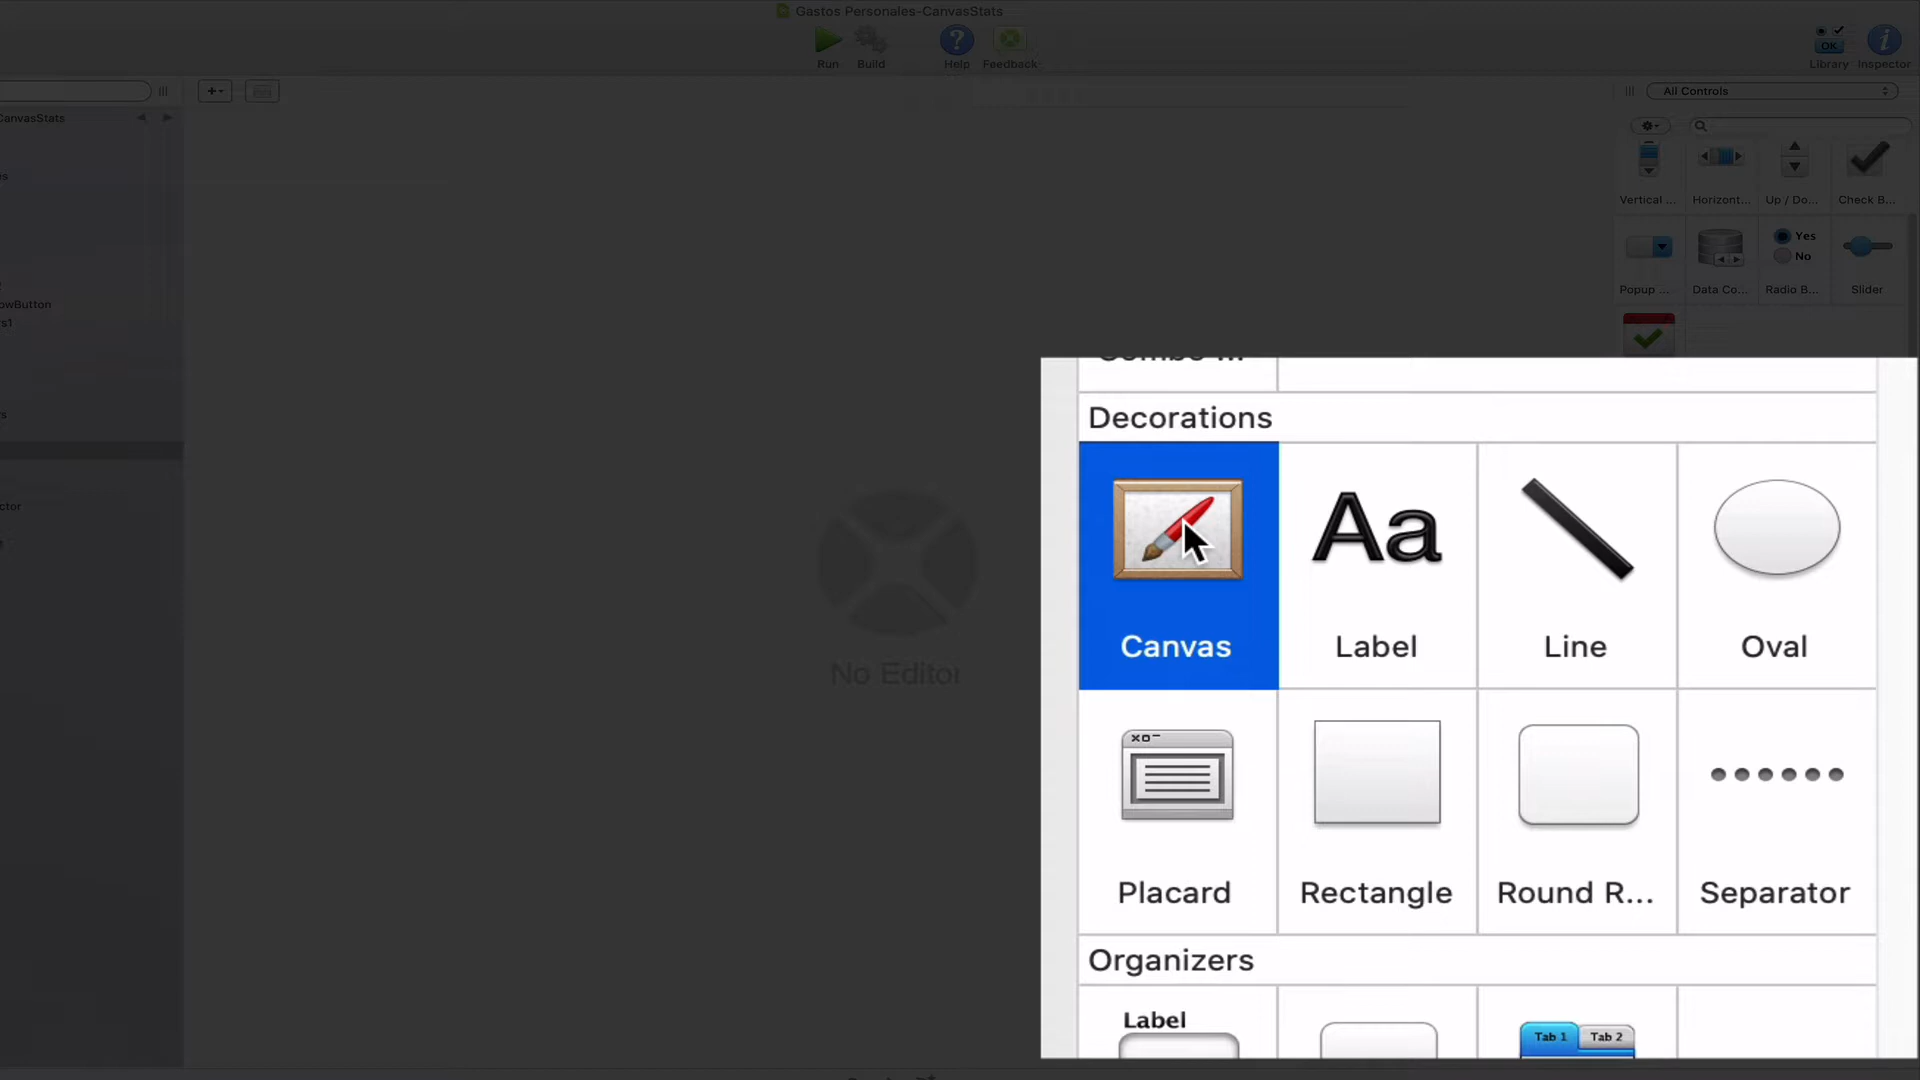 Gastos Personales-CanvasStats
Run
Build
Help
Feedback
OK
Library
Inspector
All Controls
CanvasStats
Vertical ...
Horizont...
Up / Do...
Check B...
Yes
No
owButton
s1
Popup ...
Data Co...
Radio B...
Slider
Decorations
Canvas
Label
Line
Oval
No Editor
Placard
Rectangle
Round R...
Separator
Organizers
Label
Tab 1
Tab 2